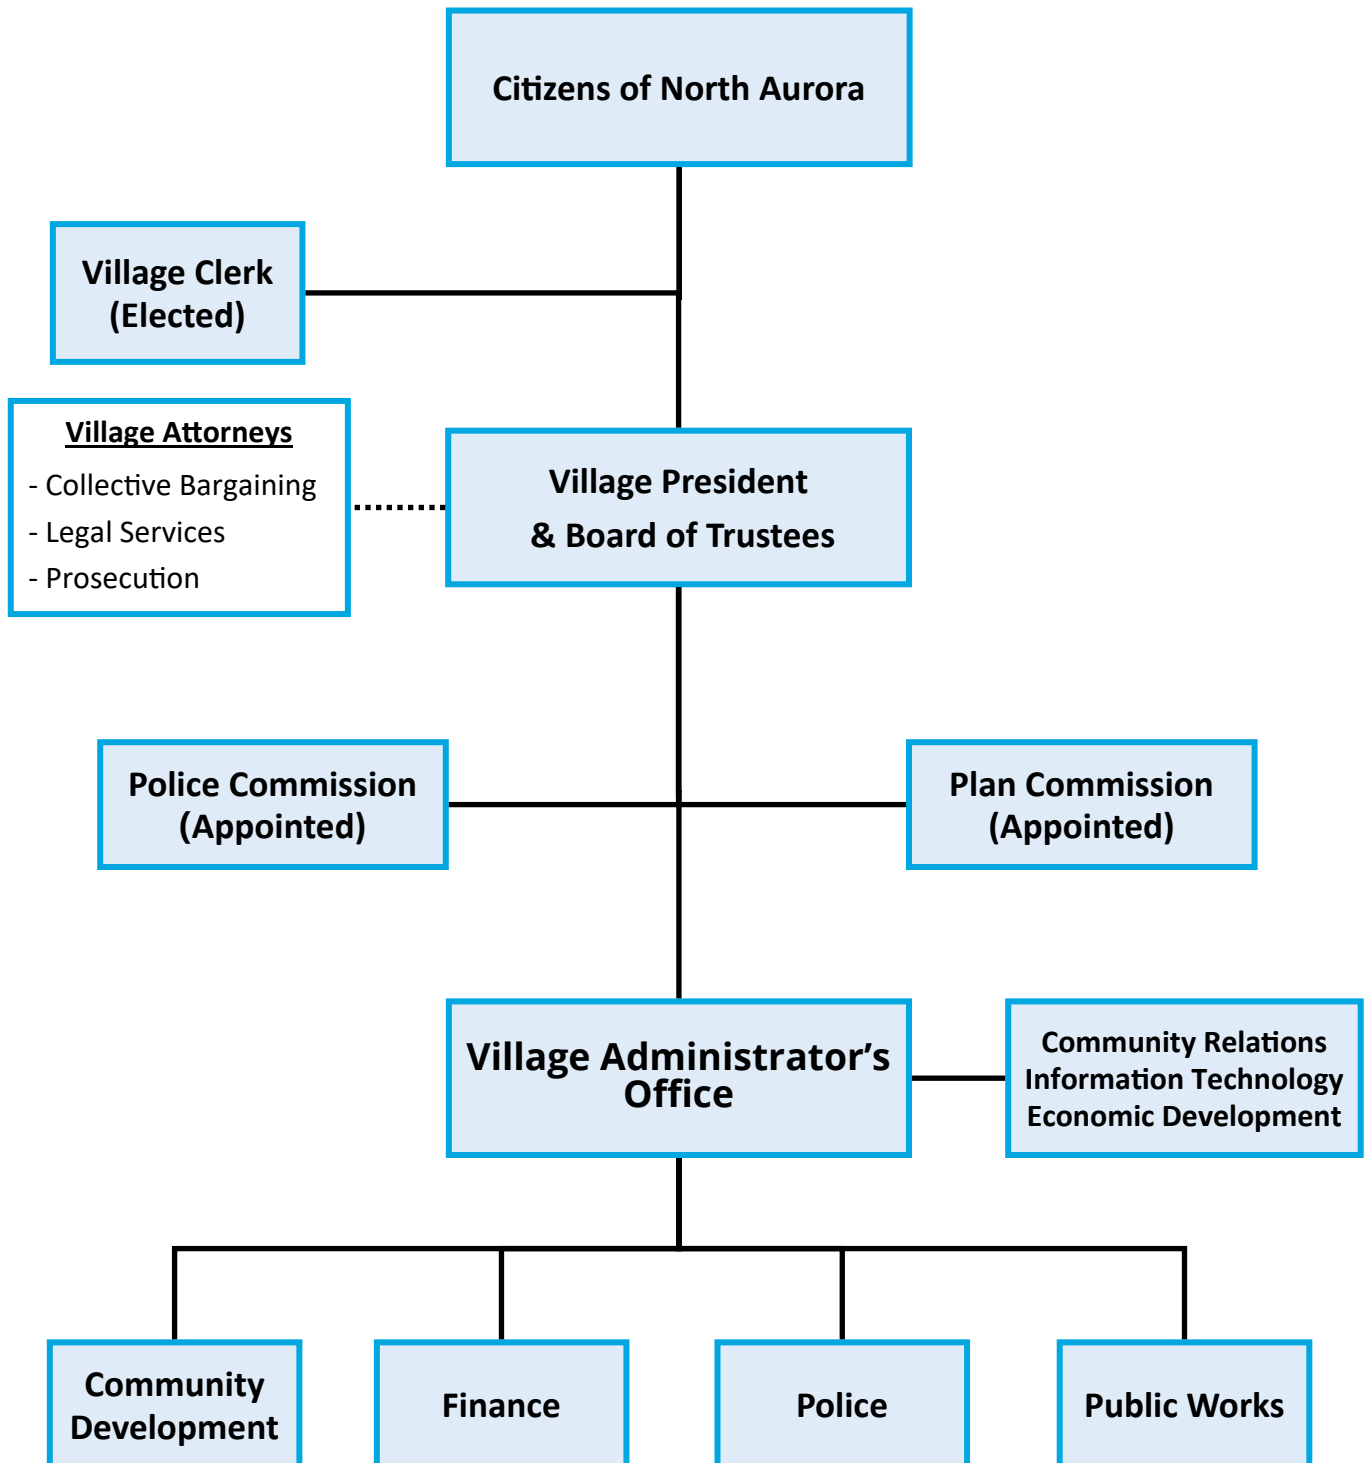 Citizens of North Aurora
Village Clerk
(Elected)
Village Attorneys
- Collective Bargaining
- Legal Services
- Prosecution
Village President
& Board of Trustees
Police Commission
(Appointed)
Plan Commission
(Appointed)
Village Administrator’s
Office
Community Relations
Information Technology
Economic Development
Community
Development
Finance
Police
Public Works